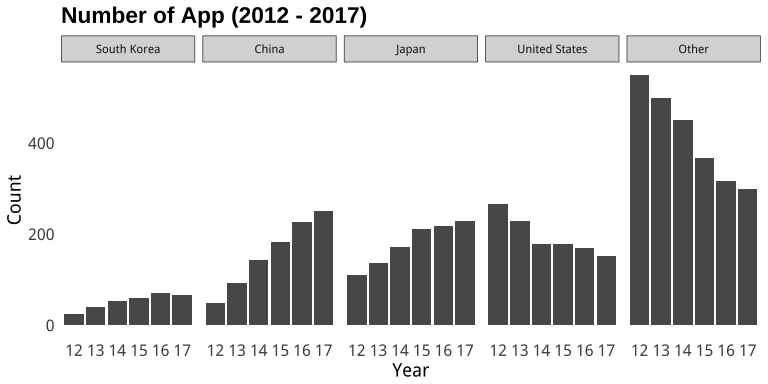 Number of App (2012 - 2017)
South Korea China Japan United States Other
Count
400
200
0
12 13 14 15 16 17 12 13 14 15 16 17 12 13 14 15 16 17 12 13 14 15 16 17 12 13 14 15 16 17
Year